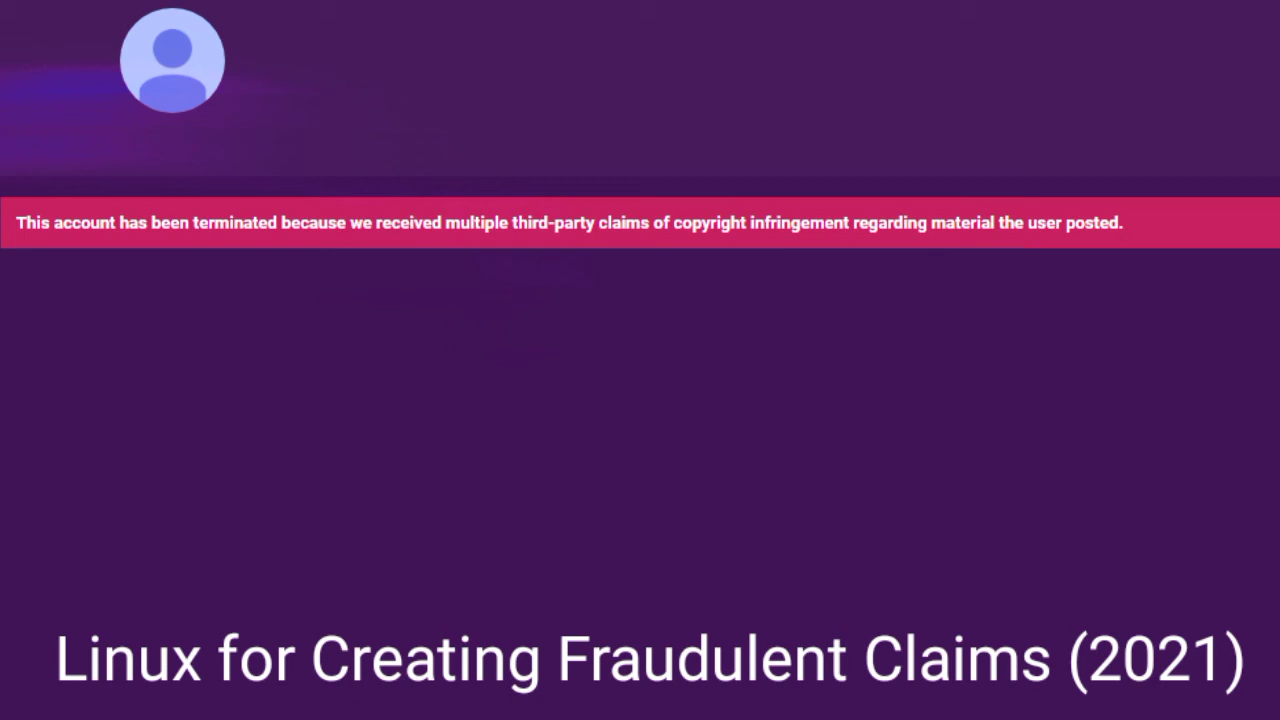 This account has been terminated because we received multiple third-party claims of copyright infringement regarding material the user posted.
Linux for Creating Fraudulent Claims (2021)